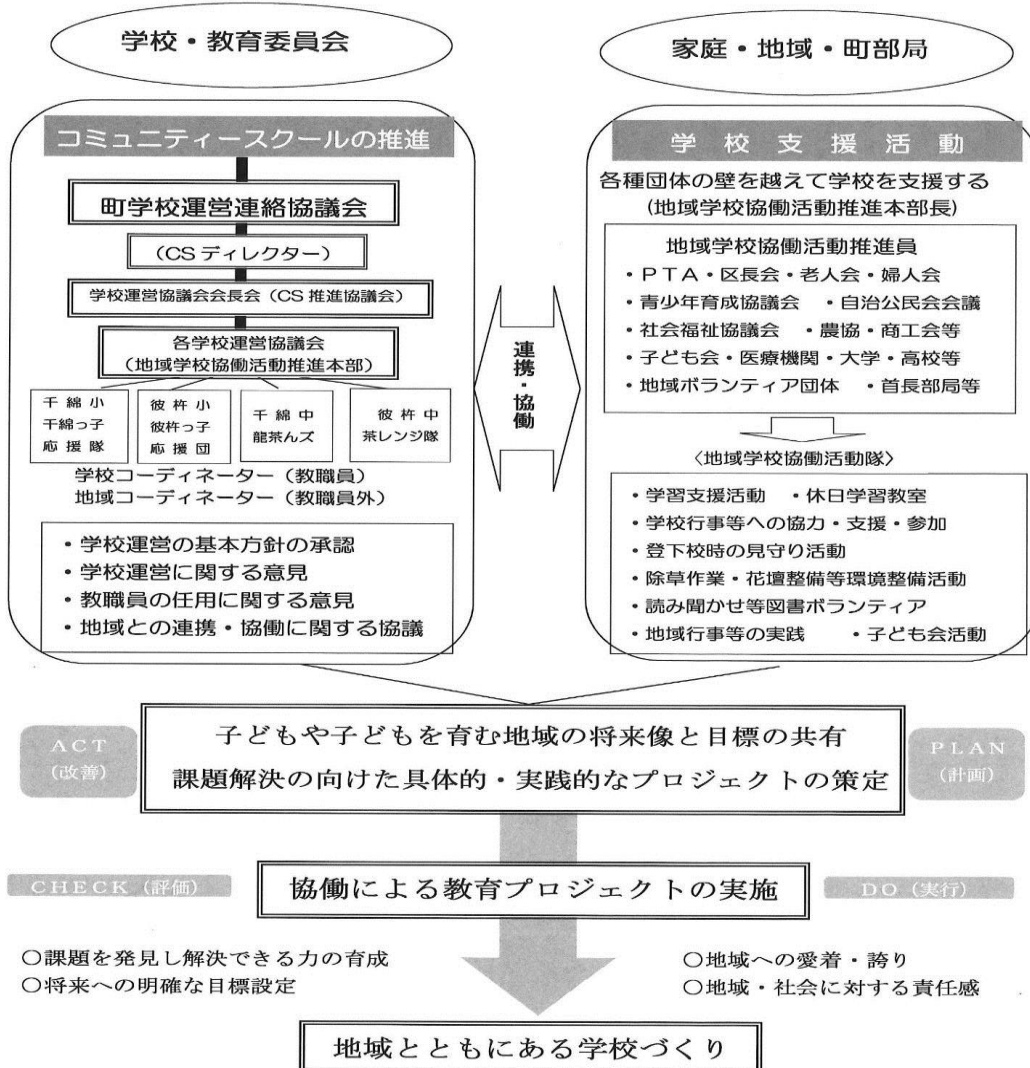 学校・教育委員会
家庭・地域・町部局
コミュニティースクールの推進
町学校運営連絡協議会
(CSディレクター)
学校運営協議会会長会(CS推進協議会)
各学校運営協議会
(地域学校協働活動推進本部)
千綿小
千綿っ子
応援隊
彼杵小
彼杵っ子
応援団
千綿中
龍茶んズ
彼杵中
茶レンジ隊
学校コーディネーター(教職員)
地域コーディネーター(教職員外)
・学校運営の基本方針の承認
・学校運営に関する意見
・教職員の任用に関する意見
・地域との連携・協働に関する協議
連携・協働
学校支援活動
各種団体の壁を越えて学校を支援する
(地域学校協働活動推進本部長)
地域学校協働活動推進員
・PTA・区長会・老人会・婦人会
・青少年育成協議会 ・自治公民会会議
・社会福祉協議会 ・農協・商工会等
・子ども会・医療機関・大学・高校等
・地域ボランティア団体 ・首長部局等
〈地域学校協働活動隊〉
・学習支援活動 ・休日学習教室
・学校行事等への協力・支援・参加
・登下校時の見守り活動
・除草作業・花壇整備等環境整備活動
・読み聞かせ等図書ボランティア
・地域行事等の実践 ・子ども会活動
ACT
(改善)
子どもや子どもを育む地域の将来像と目標の共有
課題解決の向けた具体的・実践的なプロジェクトの策定
PLAN
(計画)
CHECK(評価)
協働による教育プロジェクトの実施
DO(実行)
○課題を発見し解決できる力の育成
○将来への明確な目標設定
○地域への愛着・誇り
○地域・社会に対する責任感
地域とともにある学校づくり